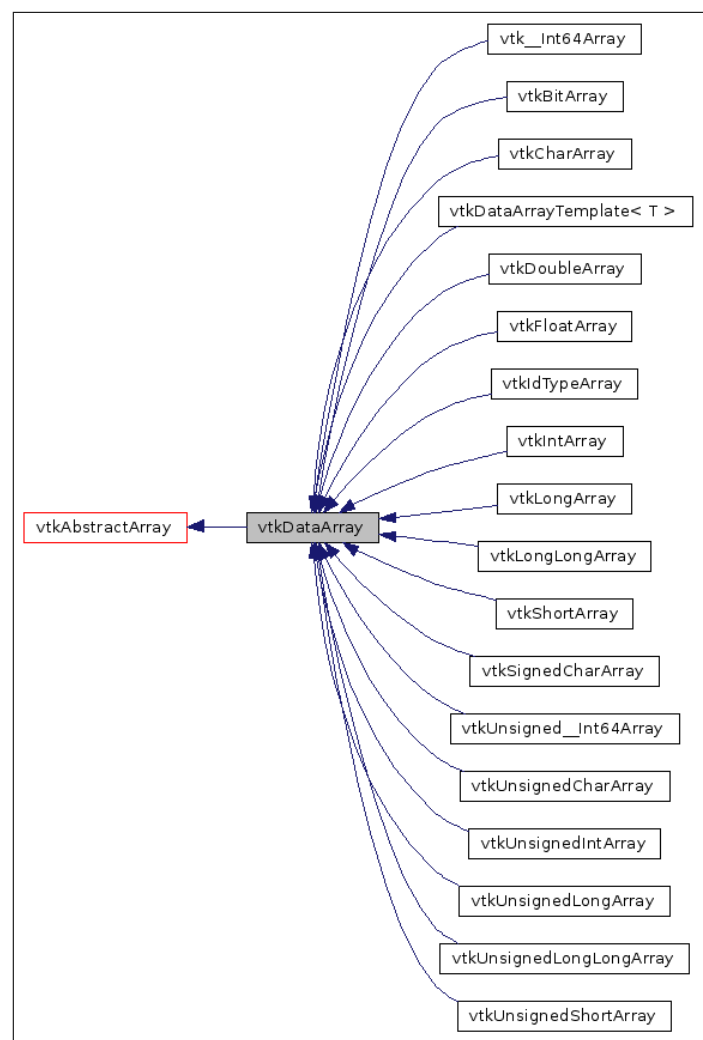 vtk__Int64Array
vtkBitArray
vtkCharArray
vtkDataArrayTemplate< T >
vtkDoubleArray
vtkFloatArray
vtkIdTypeArray
vtkIntArray
vtkLongArray
vtkAbstractArray
vtkDataArray
vtkLongLongArray
vtkShortArray
vtkSignedCharArray
vtkUnsigned__Int64Array
vtkUnsignedCharArray
vtkUnsignedIntArray
vtkUnsignedLongArray
vtkUnsignedLongLongArray
vtkUnsignedShortArray